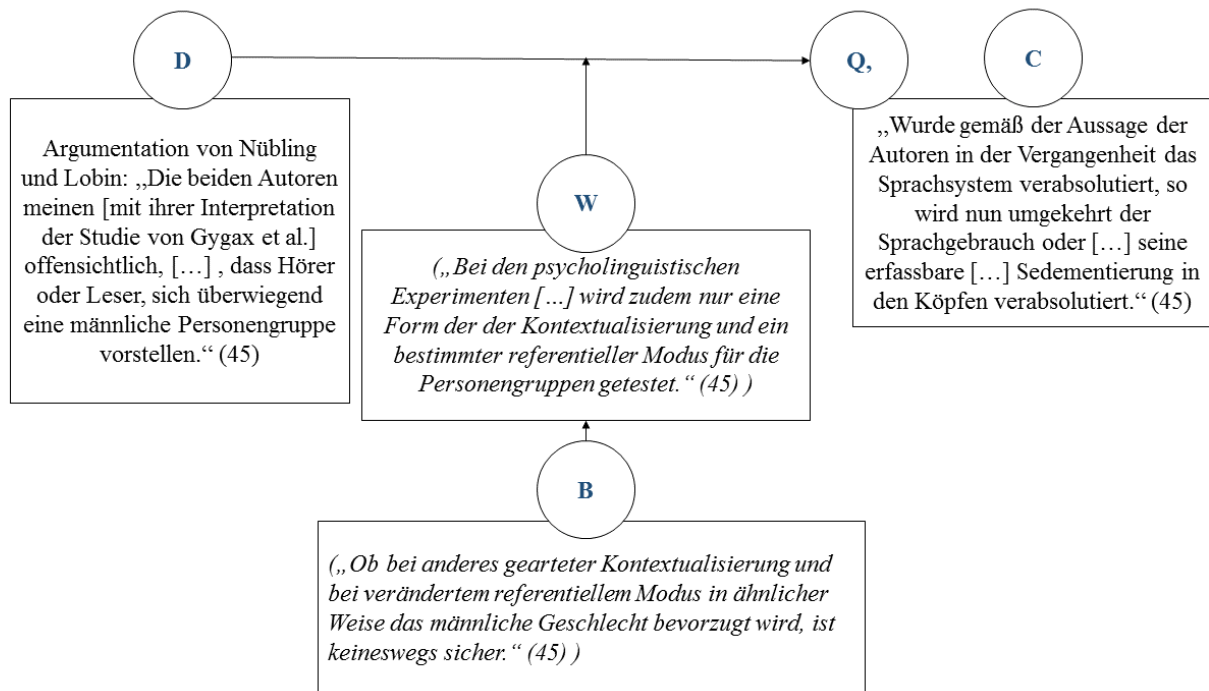 D
Q,
C
Argumentation von Nübling
und Lobin: „Die beiden Autoren
meinen [mit ihrer Interpretation
der Studie von Gygax et al.]
offensichtlich, […] , dass Hörer
oder Leser, sich überwiegend
eine männliche Personengruppe
vorstellen.“ (45)
„Wurde gemäß der Aussage der
Autoren in der Vergangenheit das
Sprachsystem verabsolutiert, so
wird nun umgekehrt der
Sprachgebrauch oder […] seine
erfassbare […] Sedementierung in
den Köpfen verabsolutiert.“ (45)
W
(„Bei den psycholinguistischen
Experimenten […] wird zudem nur eine
Form der der Kontextualisierung und ein
bestimmter referentieller Modus für die
Personengruppen getestet.“ (45) )
B
(„Ob bei anderes gearteter Kontextualisierung und
bei verändertem referentiellem Modus in ähnlicher
Weise das männliche Geschlecht bevorzugt wird, ist
keineswegs sicher.“ (45) )